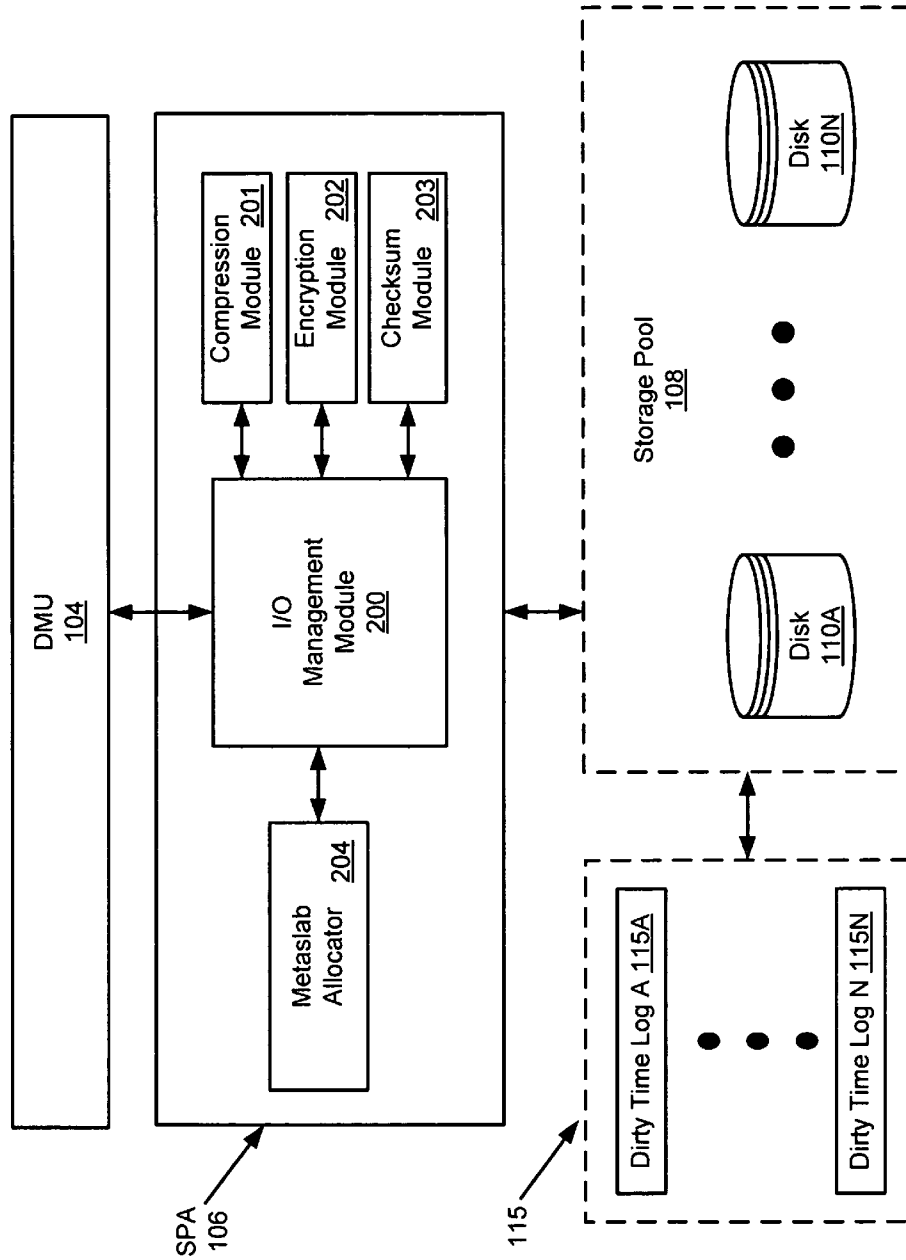 DMU
104
SPA
106
Metaslab
Allocator 204
I/O
Management
Module
200
Compression
Module 201
Encryption
Module 202
Checksum
Module 203
115
Dirty Time Log A 115A
Dirty Time Log N 115N
Storage Pool
108
Disk
110A
Disk
110N